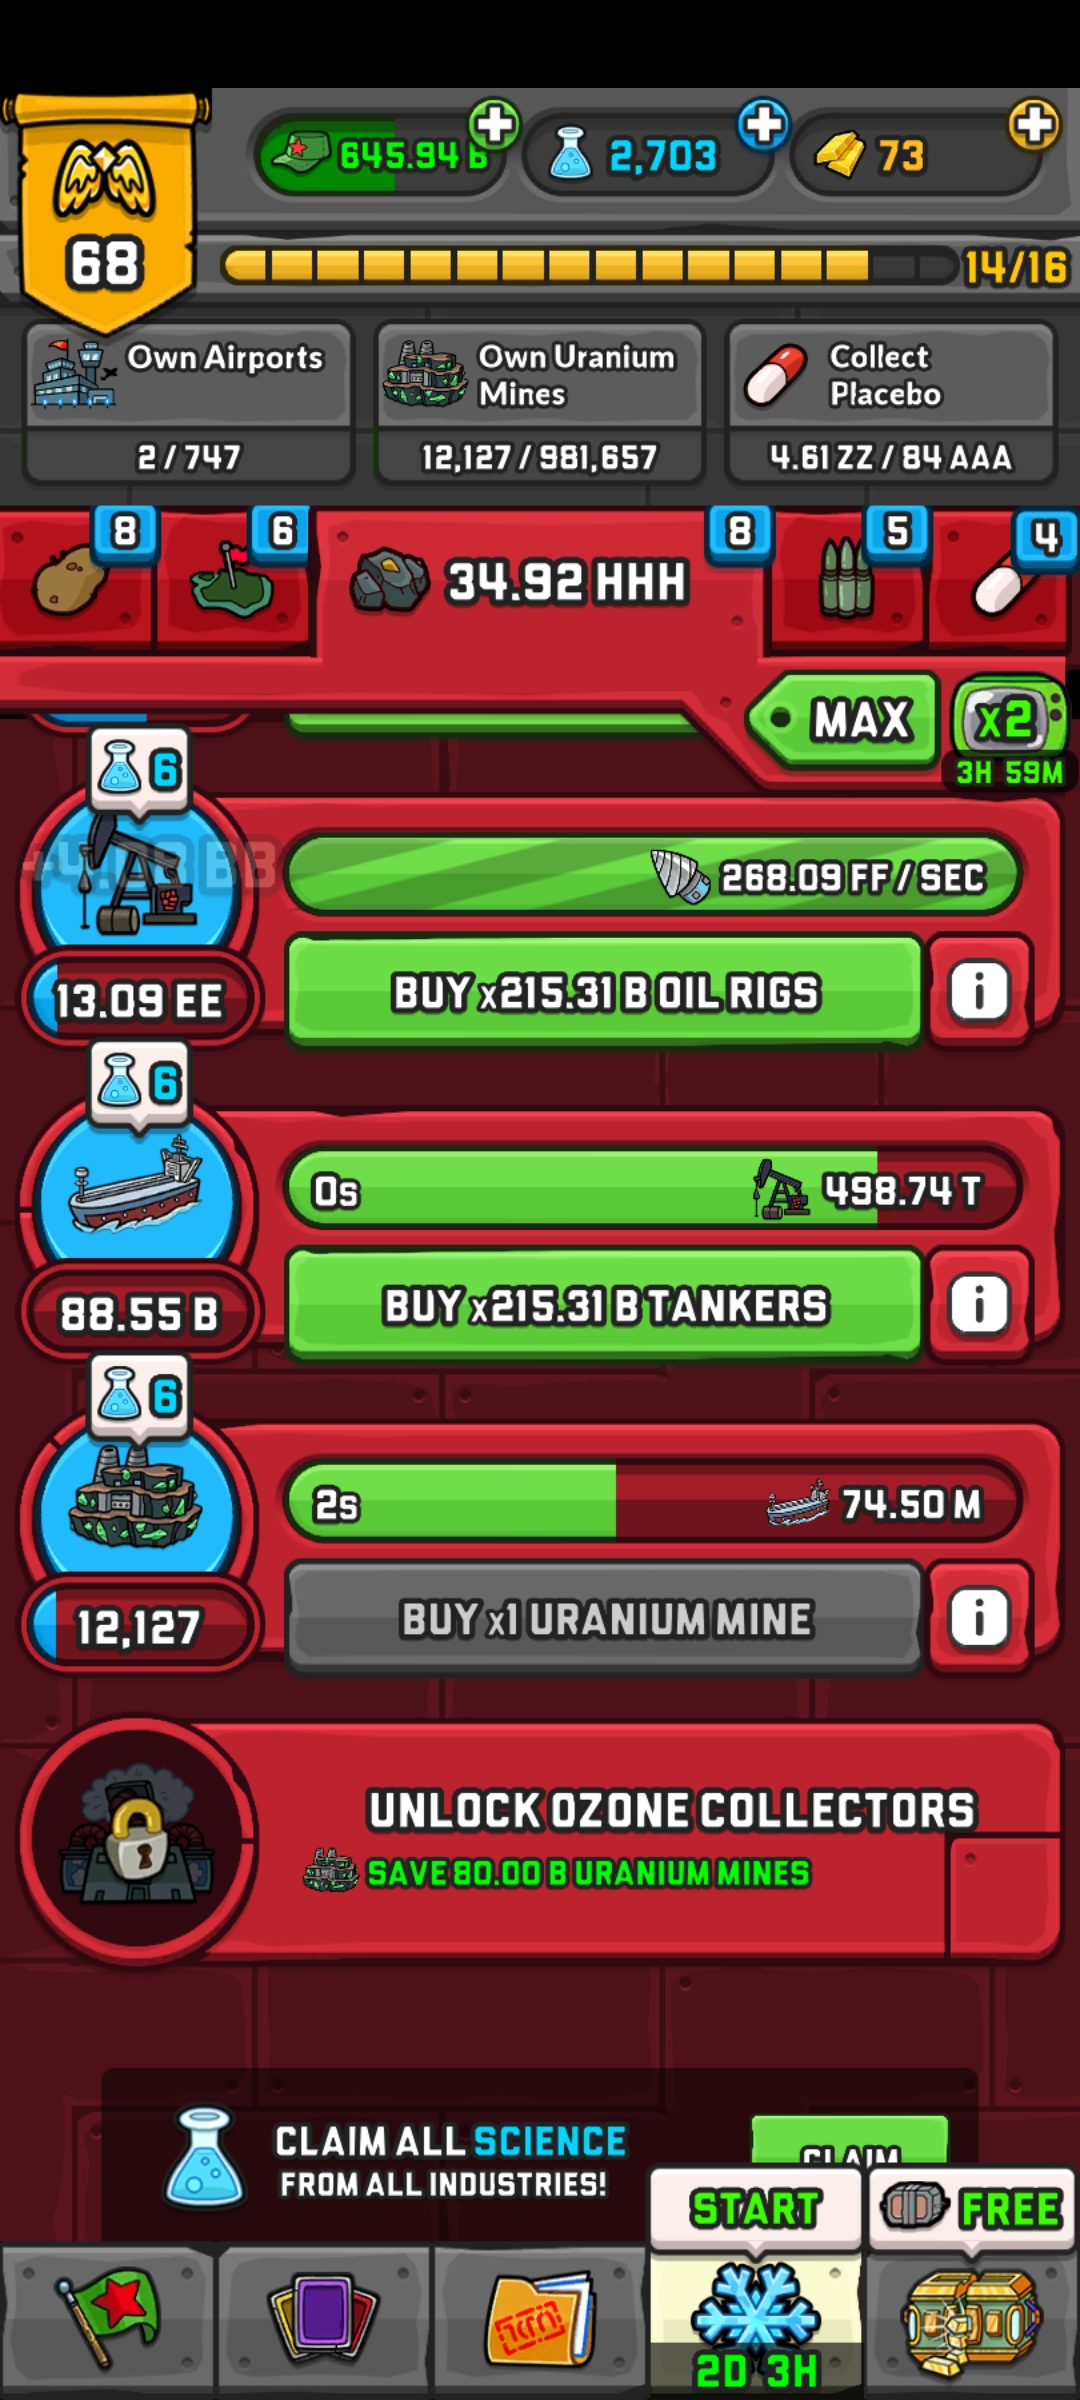 645.94 B
2,703
73
68
14/16
Own Airports
2/747
Own Uranium
Mines
12,127/981,657
Collect
Placebo
4.61 ZZ/84 AAA
8
6
34.92 HHH
8
5
4
MAX
x2
3H 59M
6
268.09 FF/SEC
13.09 EE
BUY x215.31 B OIL RIGS
i
6
0s
498.74 T
88.55 B
BUY x215.31 B TANKERS
i
6
2s
74.50 M
12,127
BUY x1 URANIUM MINE
i
UNLOCK OZONE COLLECTORS
SAVE 80.00 B URANIUM MINES
CLAIM ALL SCIENCE
FROM ALL INDUSTRIES!
CLAIM
START
FREE
2D 3H